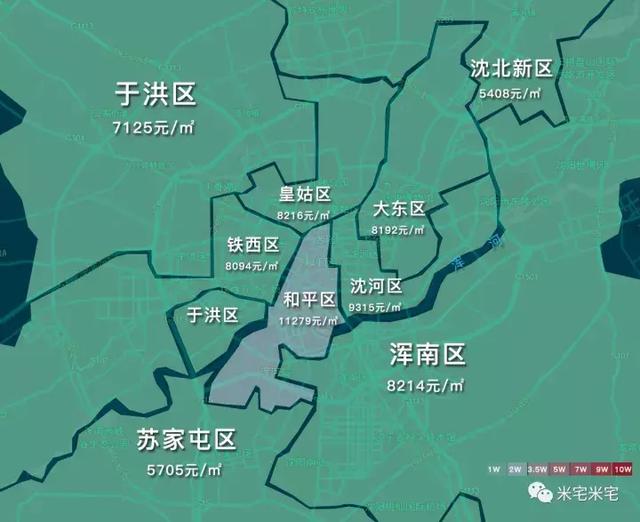 沈北新区
5408元/㎡
于洪区
7125元/㎡
皇姑区
8216元/㎡
大东区
8192元/㎡
铁西区
8094元/㎡
浑河
沈河区
9315元/㎡
和平区
11279元/㎡
于洪区
浑南区
8214元/㎡
苏家屯区
5705元/㎡
1W 2W 3.5W 5W 7W 9W 10W
米宅米宅